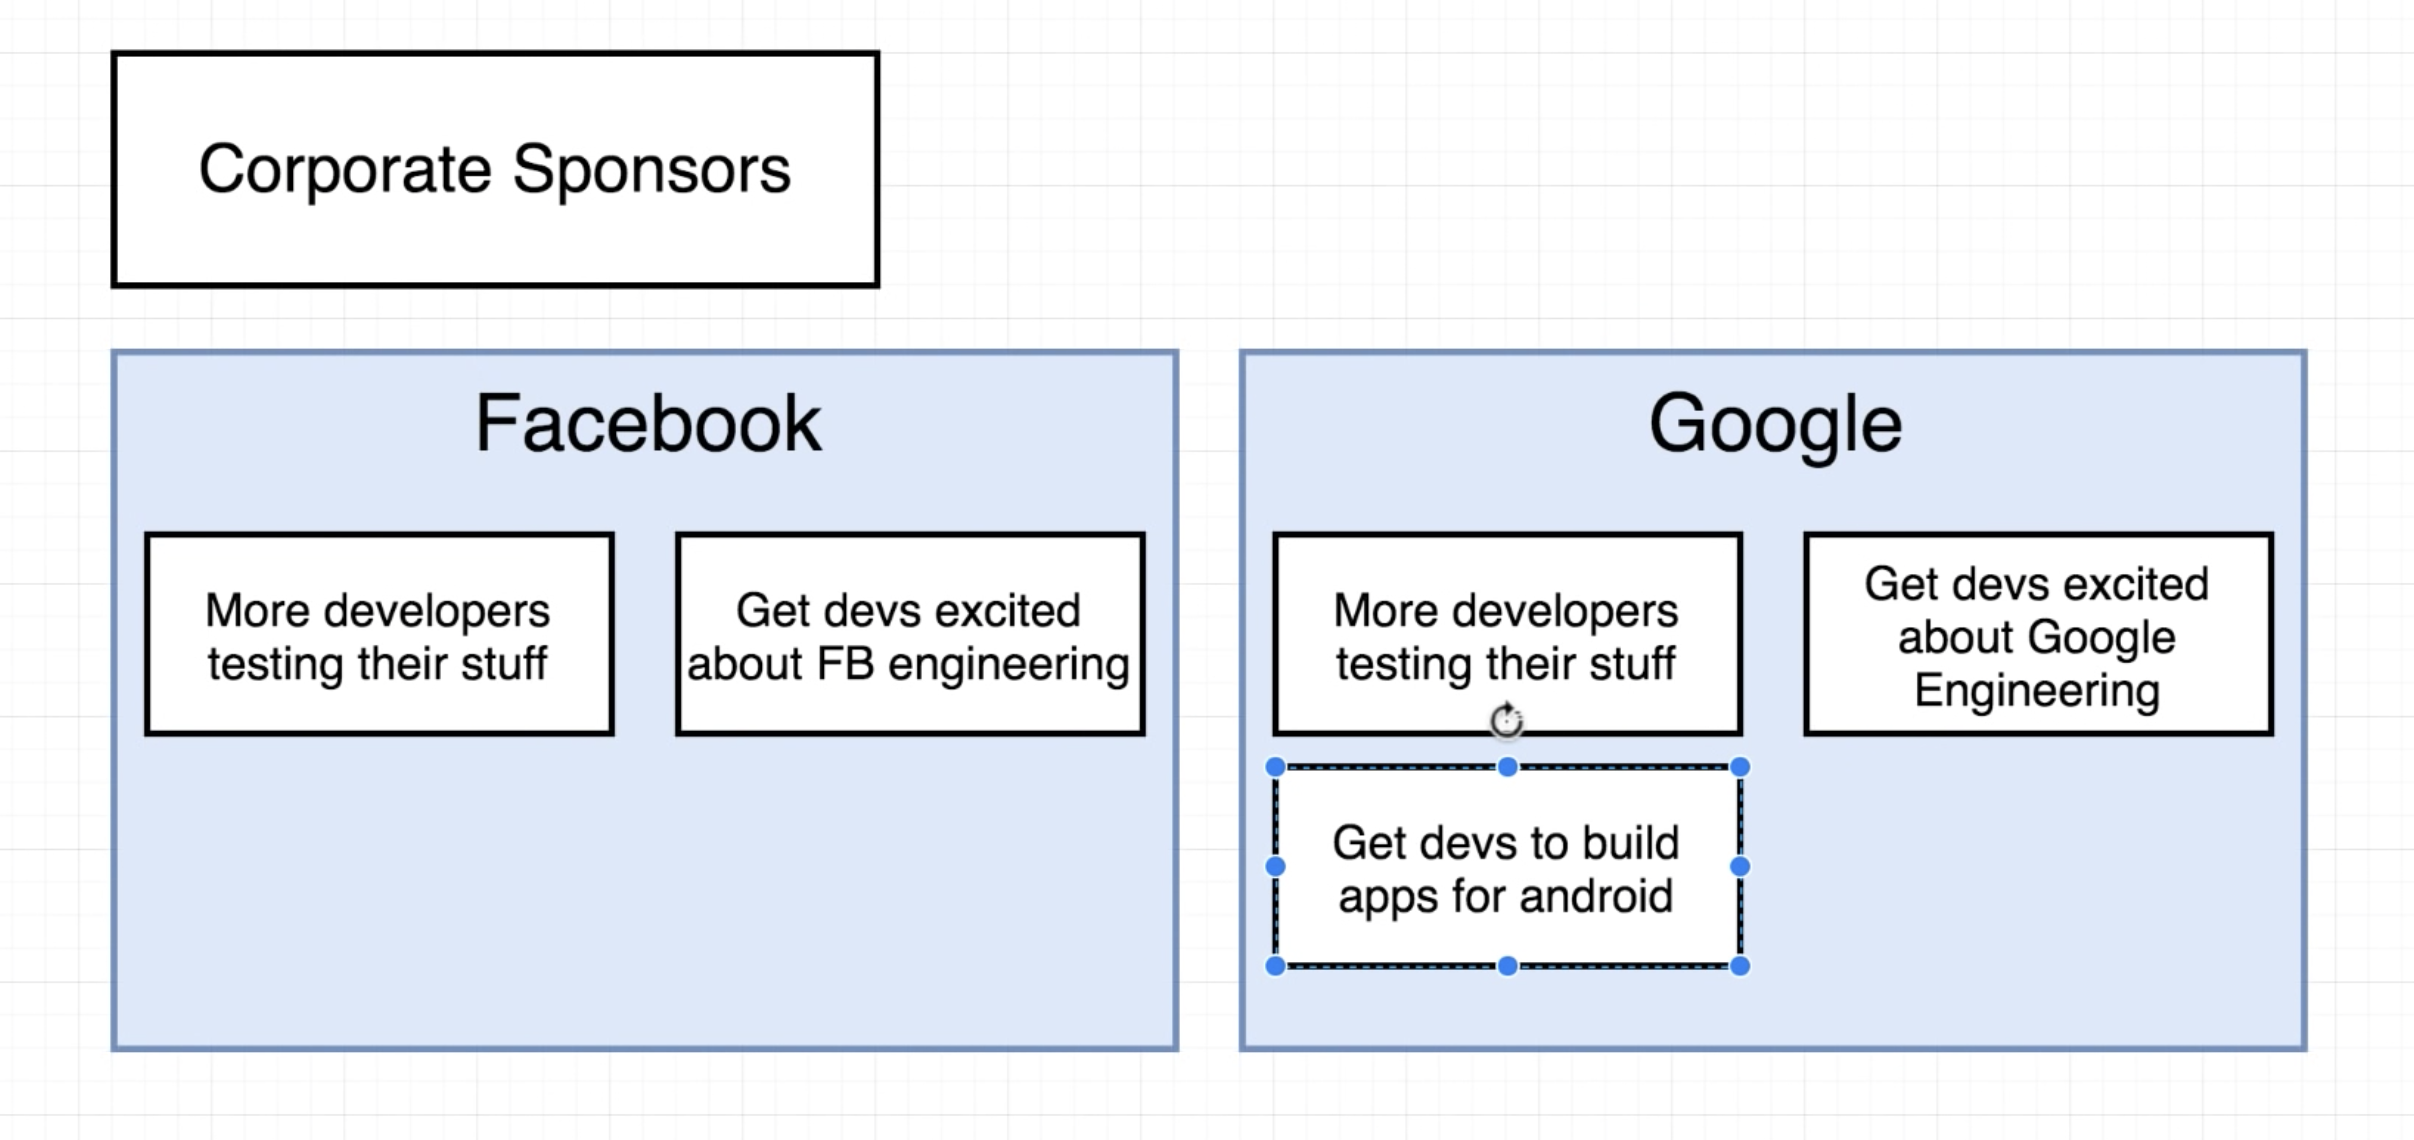 Corporate Sponsors
Facebook
More developers
testing their stuff
Get devs excited
about FB engineering
Google
More developers
testing their stuff
Get devs excited
about Google
Engineering
Get devs to build
apps for android